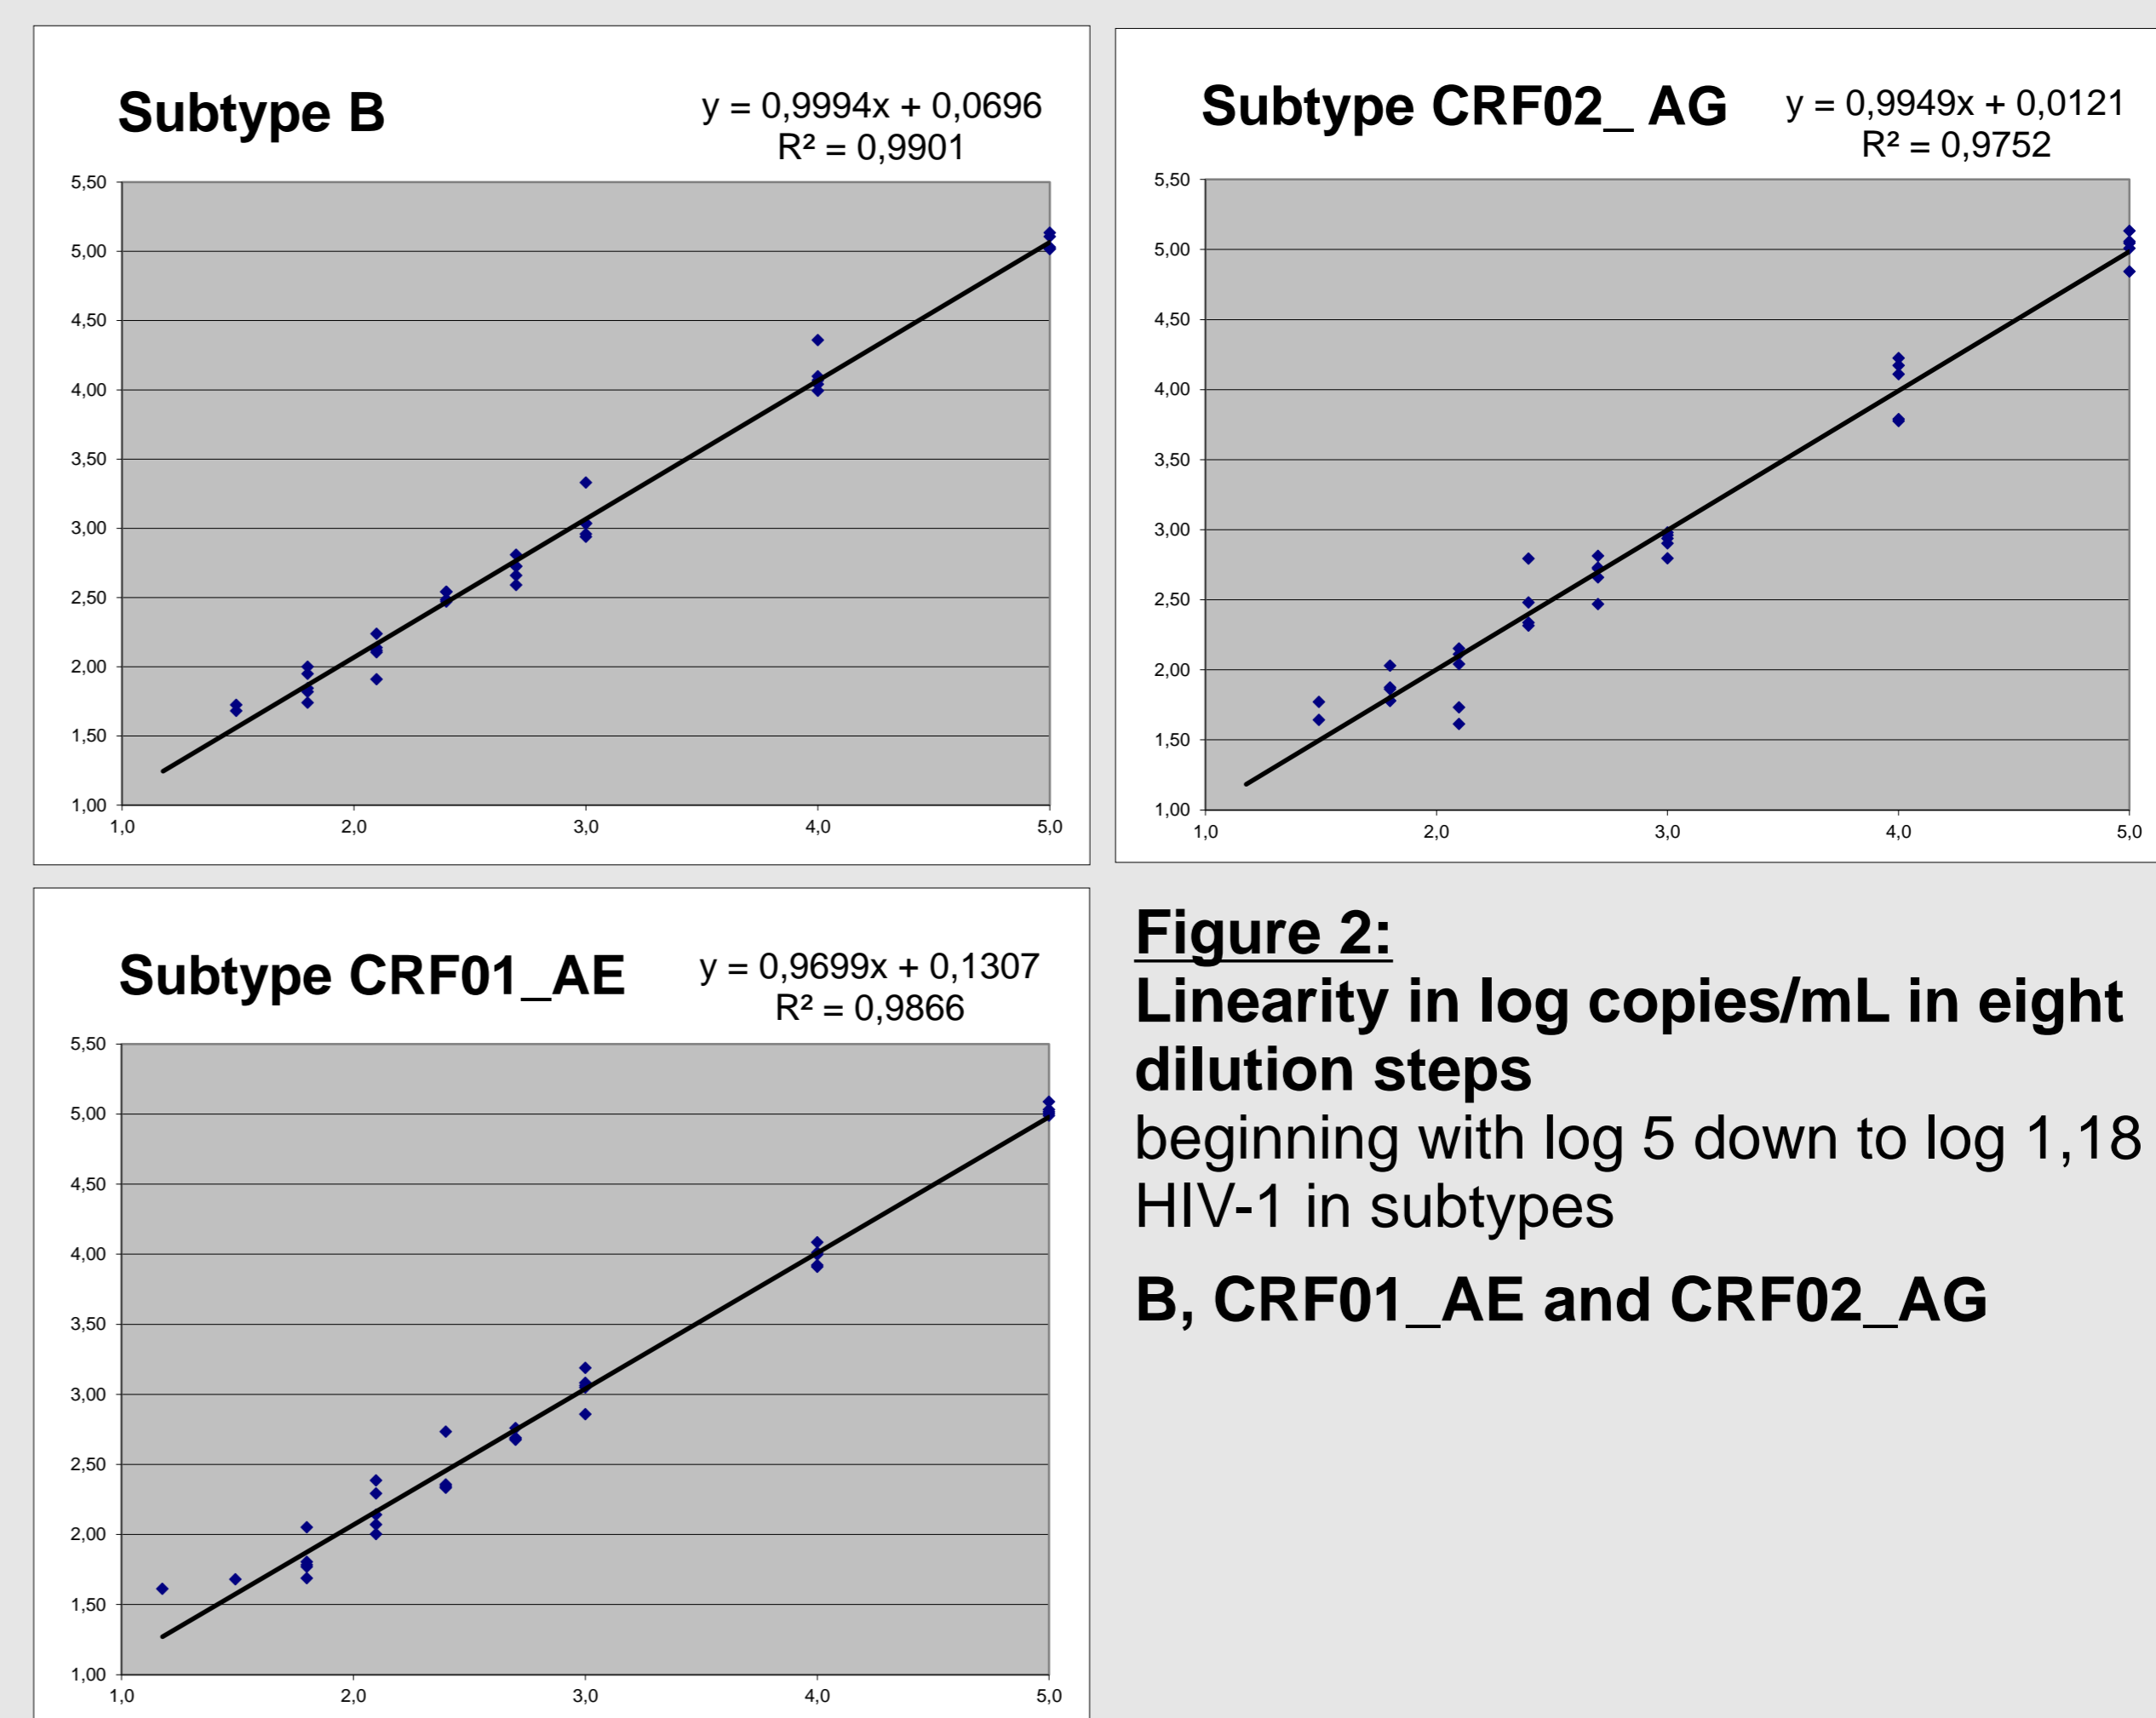 Subtype B
y = 0,9994x + 0,0696
R² = 0,9901
5,50
5,00
4,50
4,00
3,50
3,00
2,50
2,00
1,50
1,00
1,0 2,0 3,0 4,0 5,0
Subtype CRF02_ AG
y = 0,9949x + 0,0121
R² = 0,9752
5,50
5,00
4,50
4,00
3,50
3,00
2,50
2,00
1,50
1,00
1,0 2,0 3,0 4,0 5,0
Subtype CRF01_AE
y = 0,9699x + 0,1307
R² = 0,9866
5,50
5,00
4,50
4,00
3,50
3,00
2,50
2,00
1,50
1,00
1,0 2,0 3,0 4,0 5,0
Figure 2:
Linearity in log copies/mL in eight
dilution steps
beginning with log 5 down to log 1,18
HIV-1 in subtypes
B, CRF01_AE and CRF02_AG